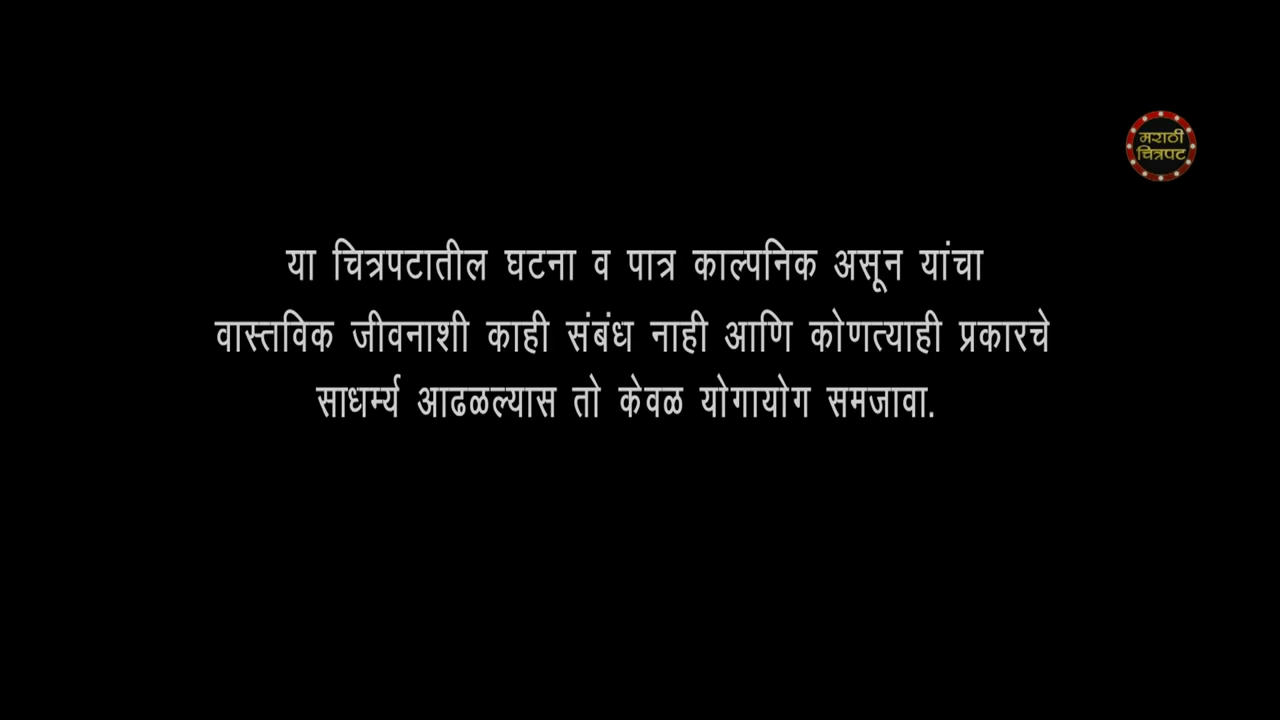 मराठी
चित्रपट
या चित्रपटातील घटना व पात्र काल्पनिक असून यांचा
वास्तविक जीवनाशी काही संबंध नाही आणि कोणत्याही प्रकारचे
साधर्म्य आढळल्यास तो केवळ योगायोग समजावा.